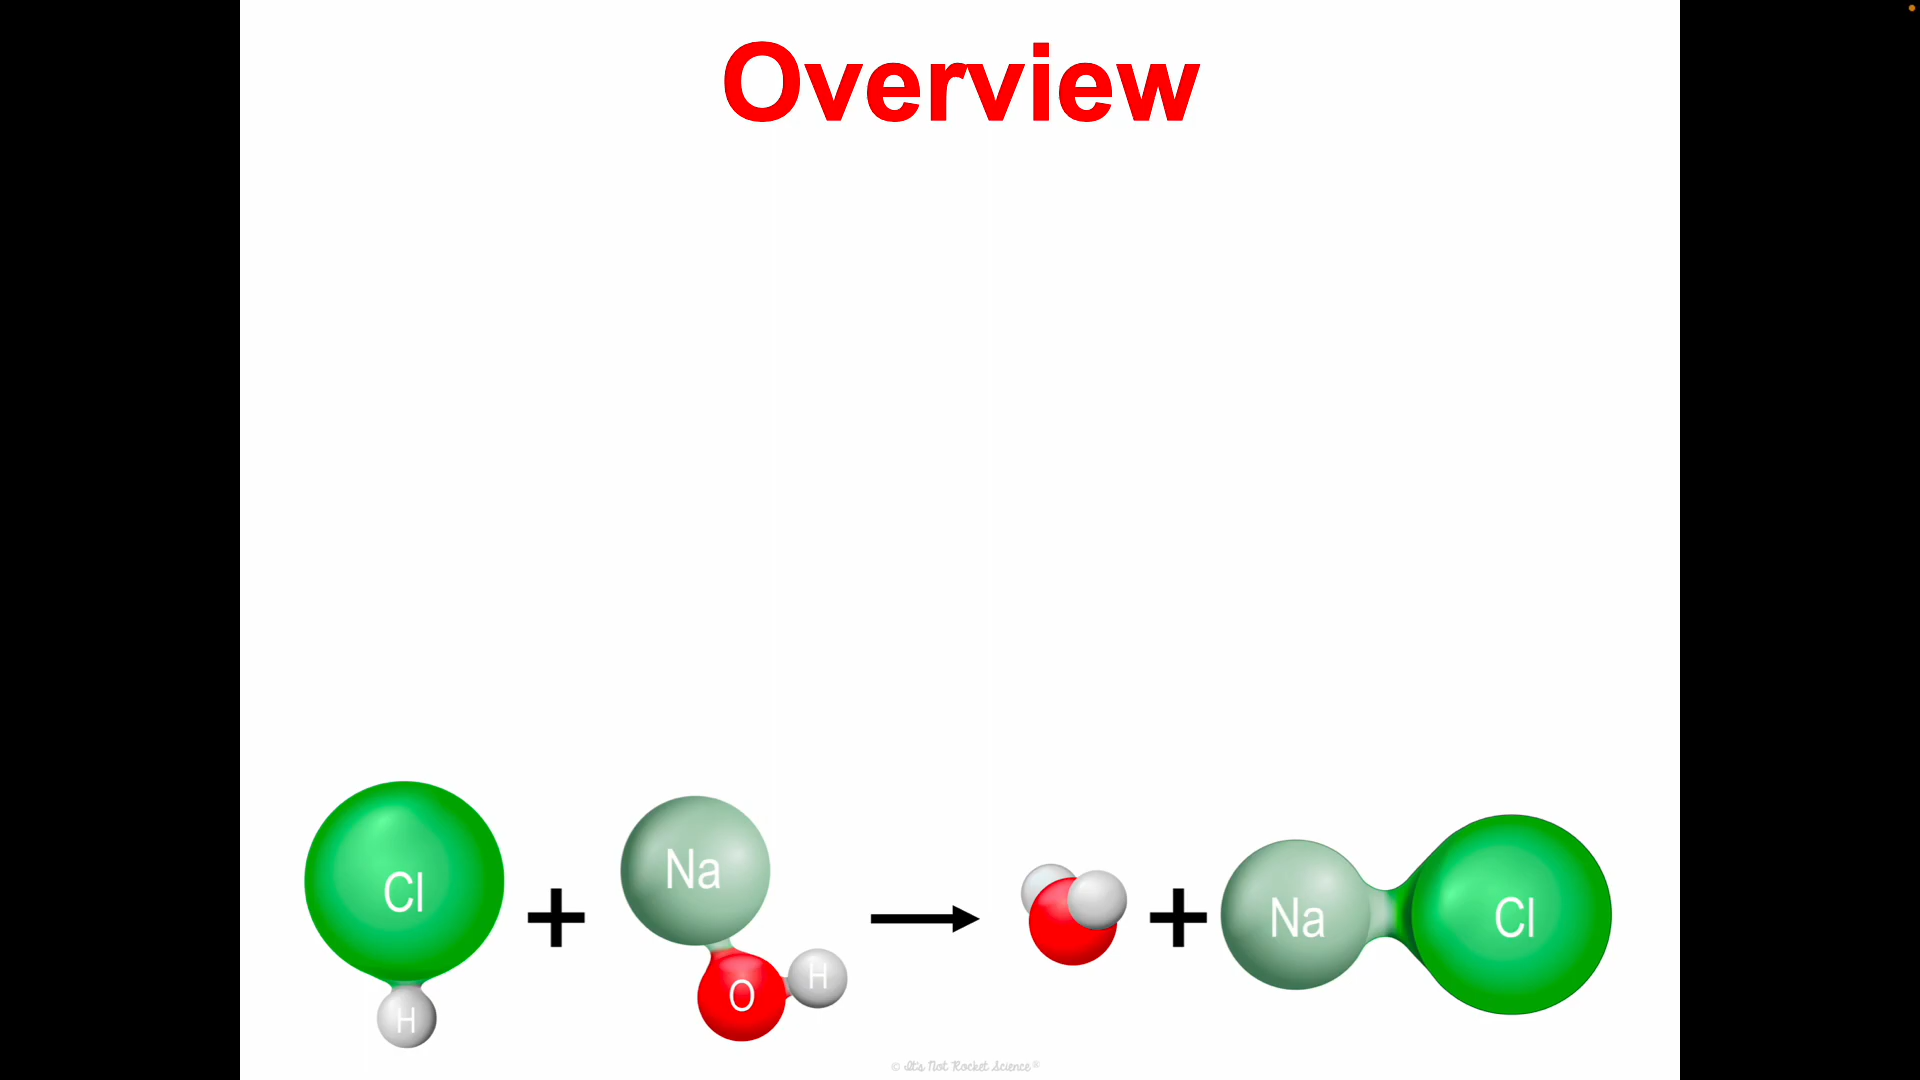 Overview
Cl + Na → + Na Cl
O H
H
© It's Not Rocket Science®